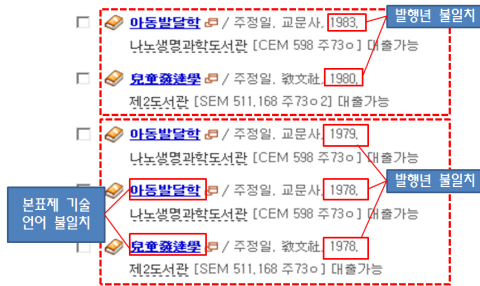 아동발달학 / 주정일, 교문사, 1983,
발행년 불일치
나노생명과학도서관 [CEM 598 주73ㅇ] 대출가능
兒童發達學 / 주정일, 敎文社, 1980,
제2도서관 [SEM 511,168 주73ㅇ2] 대출가능
아동발달학 / 주정일, 교문사, 1979,
나노생명과학도서관 [CEM 598 주73ㅇ] 대출가능
아동발달학 / 주정일, 교문사, 1978,
발행년 불일치
본표제 기술
언어 불일치
나노생명과학도서관 [CEM 598 주73ㅇ] 대출가능
兒童發達學 / 주정일, 敎文社, 1978,
제2도서관 [SEM 511,168 주73ㅇ] 대출가능